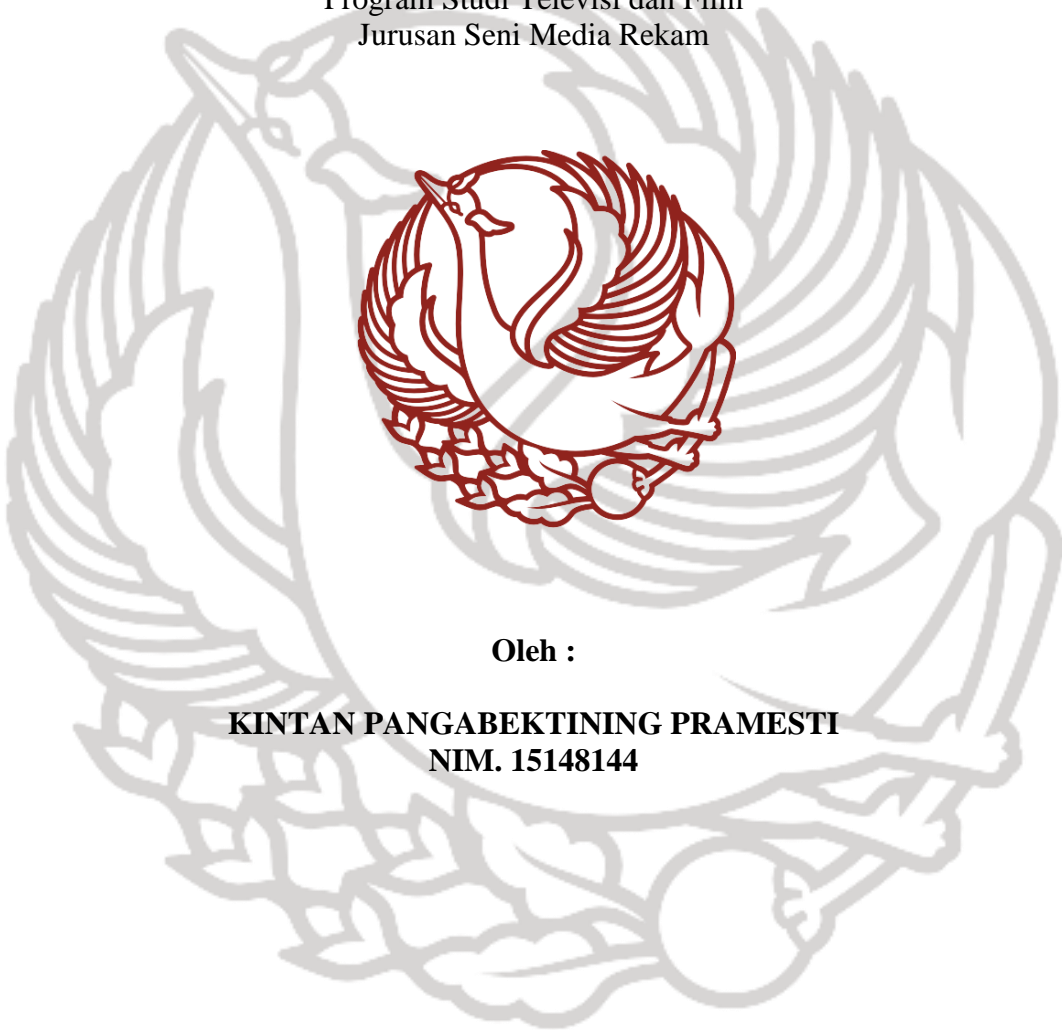 Program Studi Televisi dan Film
Jurusan Seni Media Rekam
Oleh :
KINTAN PANGABEKTINING PRAMESTI
NIM. 15148144